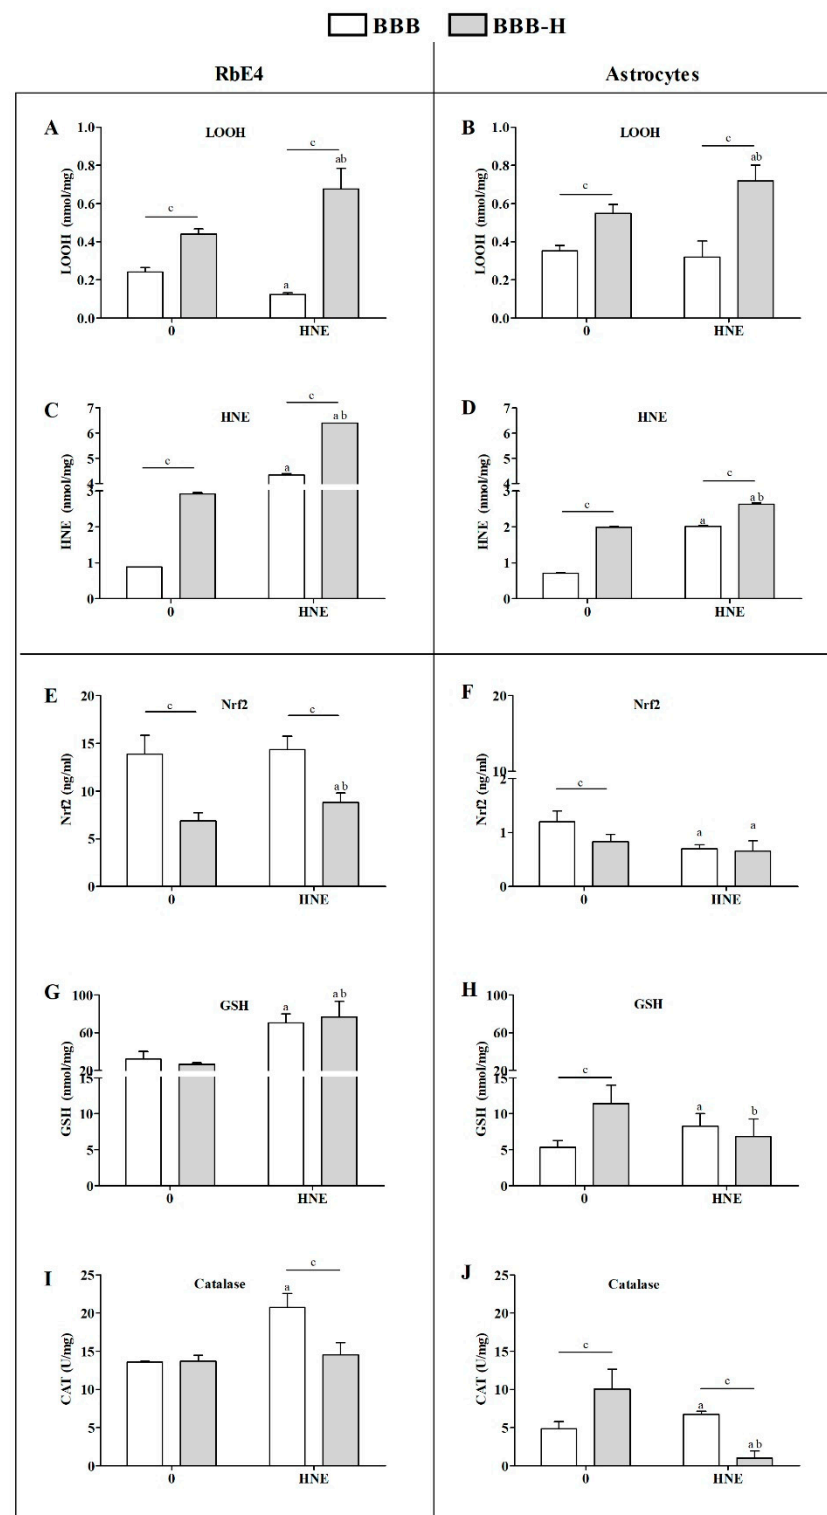 BBB BBB-H
RbE4 Astrocytes
A LOOH
LOOH (nmol/mg)
1.0
0.8
0.6
0.4
0.2
0.0
c
c
a
ab
0 HNE
B LOOH
LOOH (nmol/mg)
1.0
0.8
0.6
0.4
0.2
0.0
c
c
ab
0 HNE
C HNE
HNE (nmol/mg)
7
6
5
4
3
2
1
0
c
c
a
a b
0 HNE
D HNE
HNE (nmol/mg)
7
6
5
4
3
2
1
0
c
c
a
a b
0 HNE
E Nrf2
Nrf2 (ng/ml)
20
15
10
5
0
c
c
a b
0 HNE
F Nrf2
Nrf2 (ng/ml)
20
10
2
1
0
c
a
a
0 HNE
G GSH
GSH (nmol/mg)
100
60
20
15
10
5
0
a
a b
0 HNE
H GSH
GSH (nmol/mg)
100
60
20
15
10
5
0
c
a
b
0 HNE
I Catalase
CAT (U/mg)
25
20
15
10
5
0
c
a
0 HNE
J Catalase
CAT (U/mg)
25
20
15
10
5
0
c
c
a
a b
0 HNE